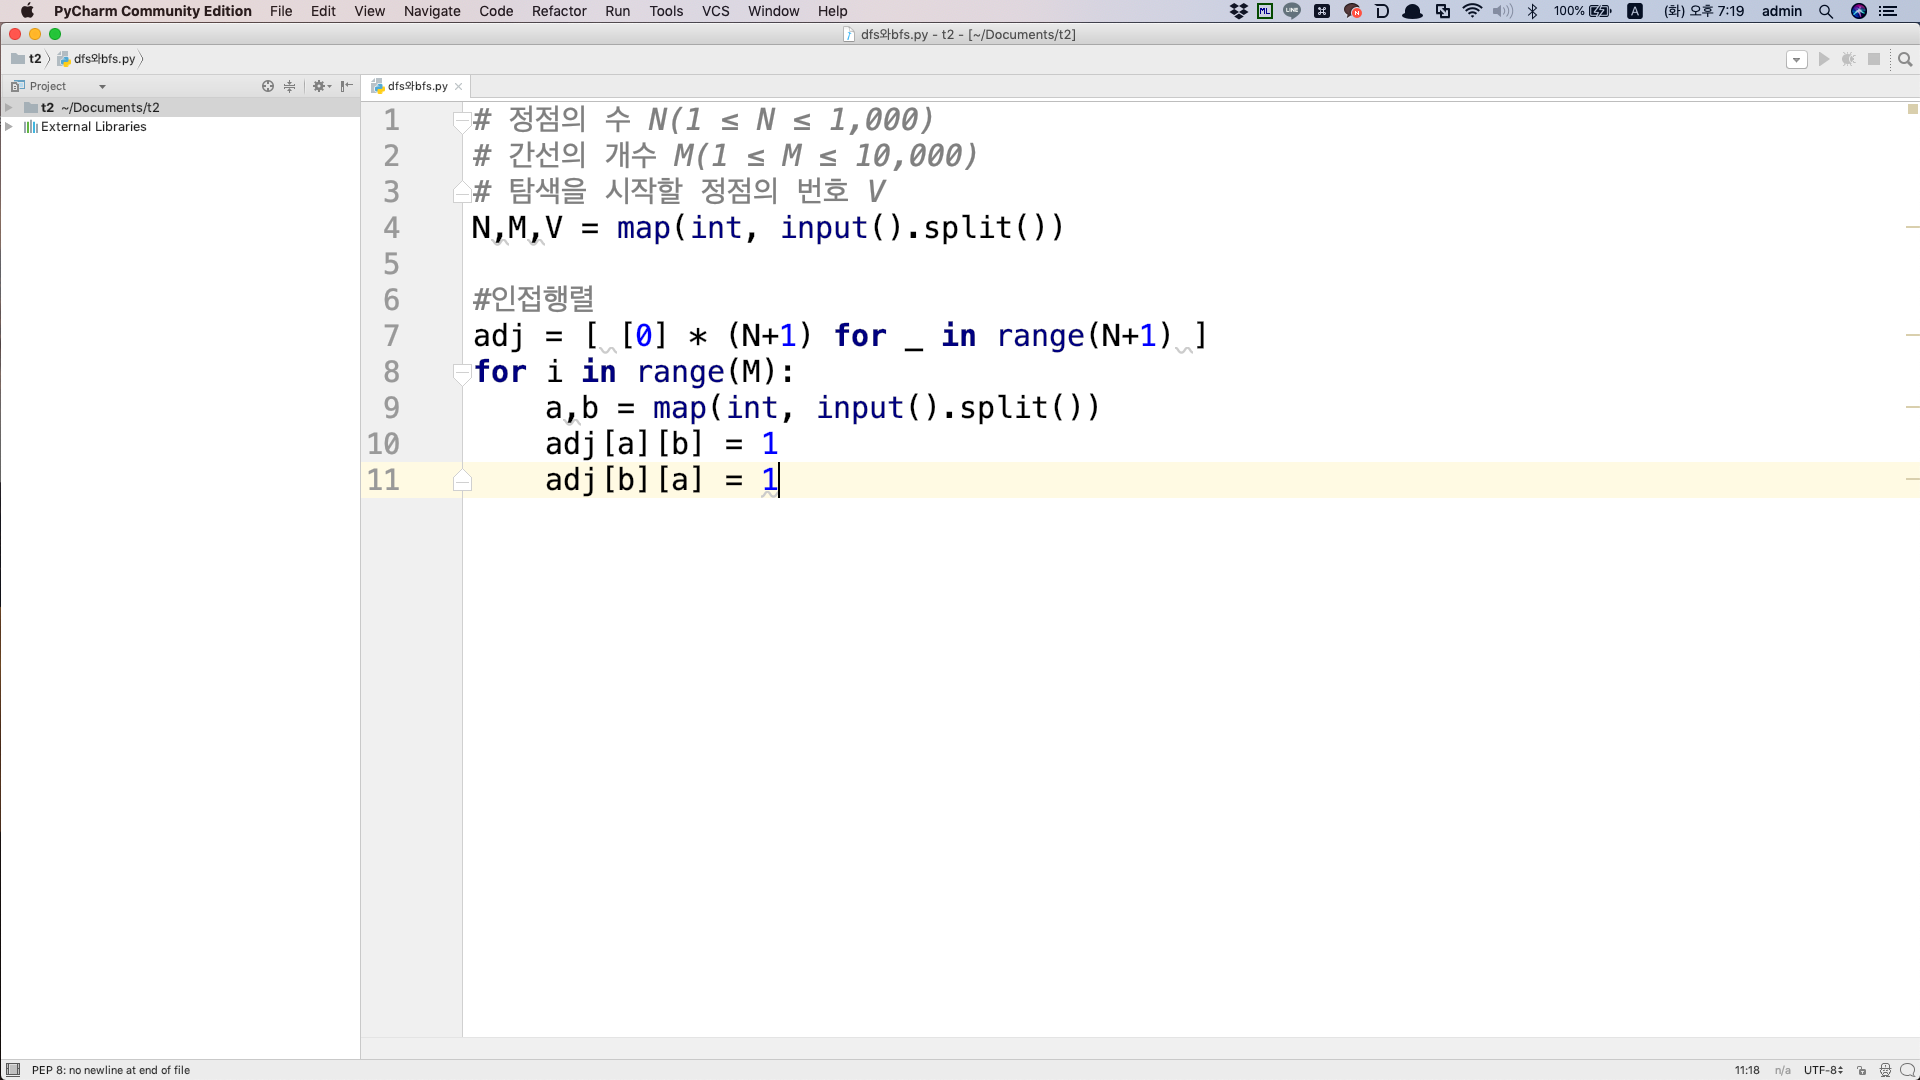 PyCharm Community Edition File Edit View Navigate Code Refactor Run Tools VCS Window Help ML LINE N 100% A (화) 오후 7:19 admin
dfs와bfs.py - t2 - [~/Documents/t2]
t2 dfs와bfs.py
Project dfs와bfs.py
t2 ~/Documents/t2
External Libraries
1 # 정점의 수 N(1 ≤ N ≤ 1,000)
2 # 간선의 개수 M(1 ≤ M ≤ 10,000)
3 # 탐색을 시작할 정점의 번호 V
4 N,M,V = map(int, input().split())
5
6 #인접행렬
7 adj = [ [0] * (N+1) for _ in range(N+1) ]
8 for i in range(M):
9     a,b = map(int, input().split())
10     adj[a][b] = 1
11     adj[b][a] = 1
PEP 8: no newline at end of file 11:18 n/a UTF-8